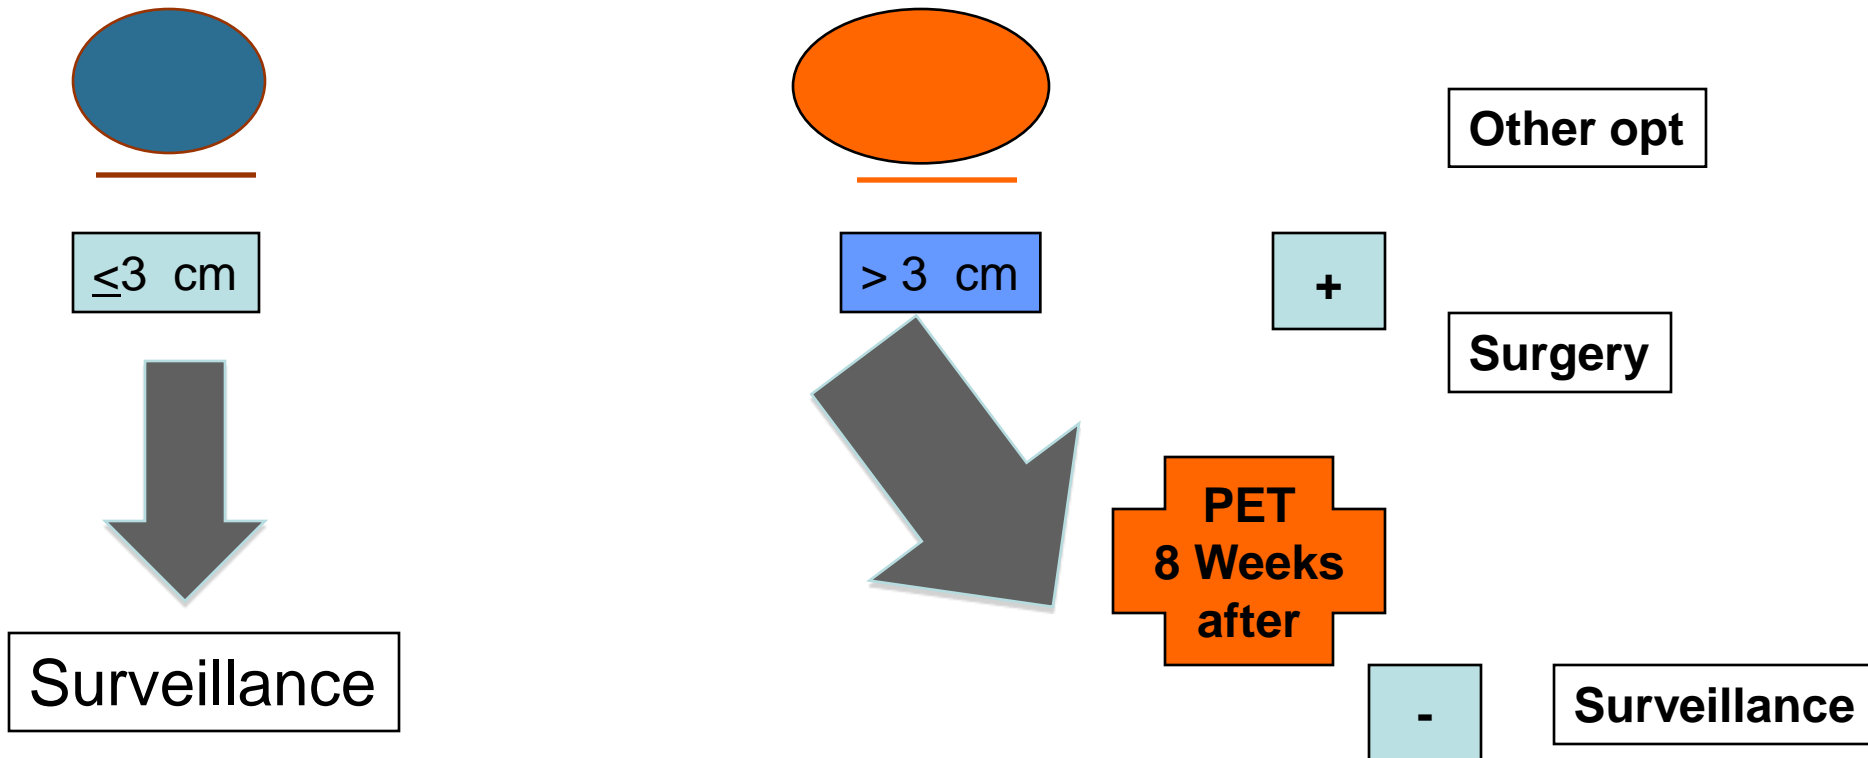 Other opt
≤3 cm
> 3 cm
+
Surgery
PET
8 Weeks
after
Surveillance
-
Surveillance